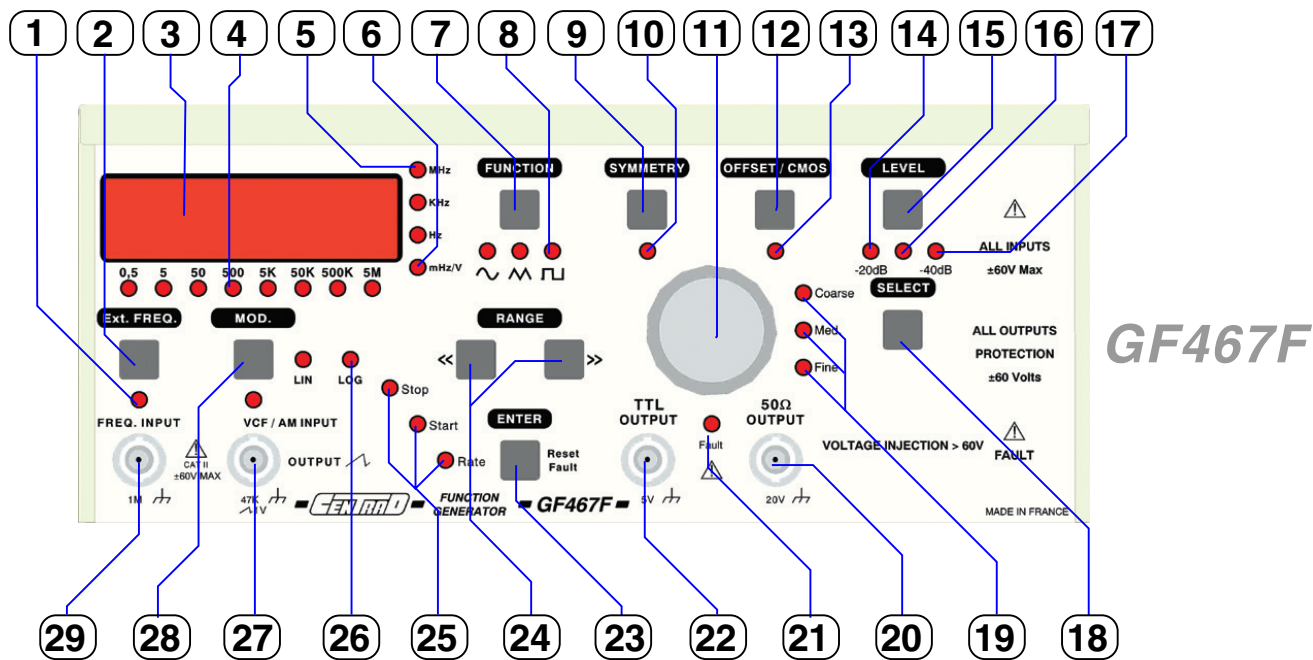 1 2 3 4 5 6 7 8 9 10 11 12 13 14 15 16 17
MHz
KHz
Hz
mHz/V
0,5 5 50 500 5K 50K 500K 5M
FUNCTION
SYMMETRY
OFFSET / CMOS
LEVEL
-20dB -40dB
ALL INPUTS
±60V Max
SELECT
Ext. FREQ.
MOD.
RANGE
<< >>
LIN LOG
Coarse
Med.
Fine
ALL OUTPUTS
PROTECTION
±60 Volts
GF467F
Stop
Start
Rate
ENTER
Reset
Fault
FREQ. INPUT
VCF / AM INPUT
CAT II
±60V MAX
OUTPUT
1M
47K
1V
TTL
OUTPUT
Fault
50Ω
OUTPUT
5V
20V
VOLTAGE INJECTION > 60V
FAULT
CENTRAD
FUNCTION
GENERATOR
GF467F
MADE IN FRANCE
29 28 27 26 25 24 23 22 21 20 19 18